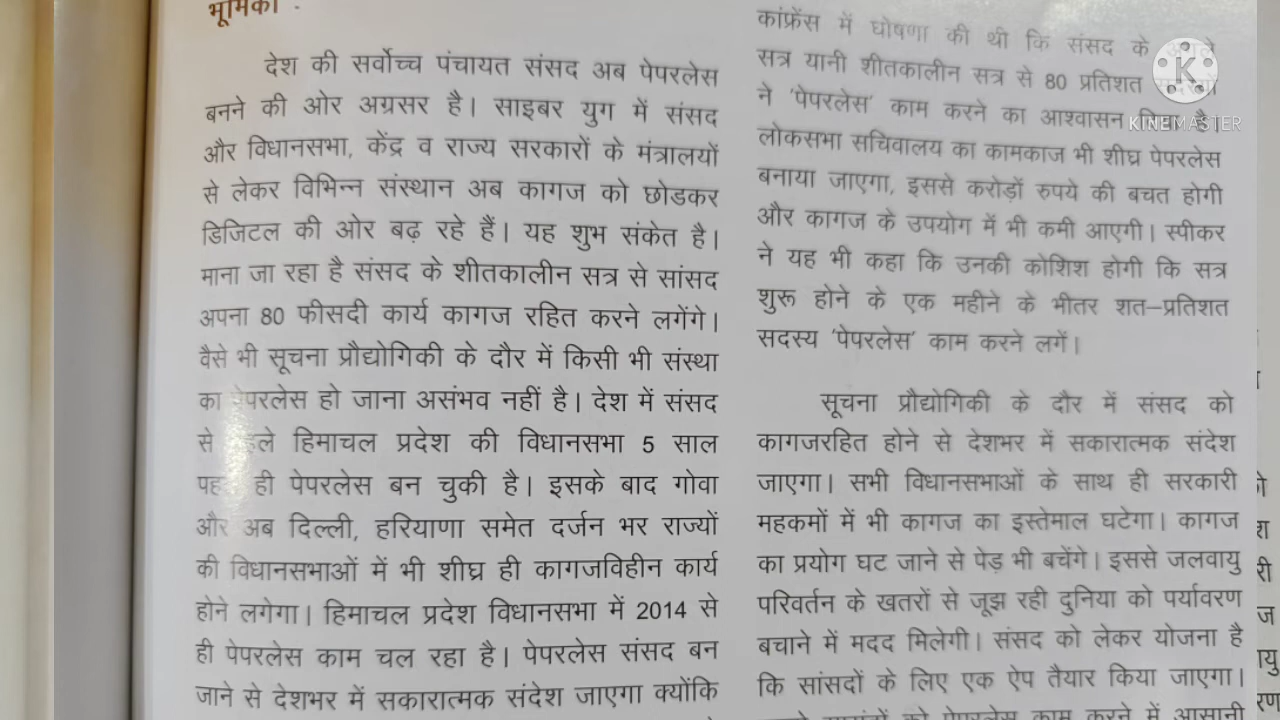 भूमिका :
देश की सर्वोच्च पंचायत संसद अब पेपरलेस
बनने की ओर अग्रसर है। साइबर युग में संसद
और विधानसभा, केंद्र व राज्य सरकारों के मंत्रालयों
से लेकर विभिन्न संस्थान अब कागज को छोडकर
डिजिटल की ओर बढ़ रहे हैं। यह शुभ संकेत है।
माना जा रहा है संसद के शीतकालीन सत्र से सांसद
अपना 80 फीसदी कार्य कागज रहित करने लगेंगे।
वैसे भी सूचना प्रौद्योगिकी के दौर में किसी भी संस्था
का पेपरलेस हो जाना असंभव नहीं है। देश में संसद
से पहले हिमाचल प्रदेश की विधानसभा 5 साल
पहले ही पेपरलेस बन चुकी है। इसके बाद गोवा
और अब दिल्ली, हरियाणा समेत दर्जन भर राज्यों
की विधानसभाओं में भी शीघ्र ही कागजविहीन कार्य
होने लगेगा। हिमाचल प्रदेश विधानसभा में 2014 से
ही पेपरलेस काम चल रहा है। पेपरलेस संसद बन
जाने से देशभर में सकारात्मक संदेश जाएगा क्योंकि
कांफ्रेंस में घोषणा की थी कि संसद के
सत्र यानी शीतकालीन सत्र से 80 प्रतिशत
ने 'पेपरलेस' काम करने का आश्वासन है।
लोकसभा सचिवालय का कामकाज भी शीघ्र पेपरलेस
बनाया जाएगा, इससे करोड़ों रुपये की बचत होगी
और कागज के उपयोग में भी कमी आएगी। स्पीकर
ने यह भी कहा कि उनकी कोशिश होगी कि सत्र
शुरू होने के एक महीने के भीतर शत–प्रतिशत
सदस्य 'पेपरलेस' काम करने लगें।
सूचना प्रौद्योगिकी के दौर में संसद को
कागजरहित होने से देशभर में सकारात्मक संदेश
जाएगा। सभी विधानसभाओं के साथ ही सरकारी
महकमों में भी कागज का इस्तेमाल घटेगा। कागज
का प्रयोग घट जाने से पेड़ भी बचेंगे। इससे जलवायु
परिवर्तन के खतरों से जूझ रही दुनिया को पर्यावरण
बचाने में मदद मिलेगी। संसद को लेकर योजना है
कि सांसदों के लिए एक ऐप तैयार किया जाएगा।
को पेपरलेस काम करने में आसानी
K
KINEMASTER